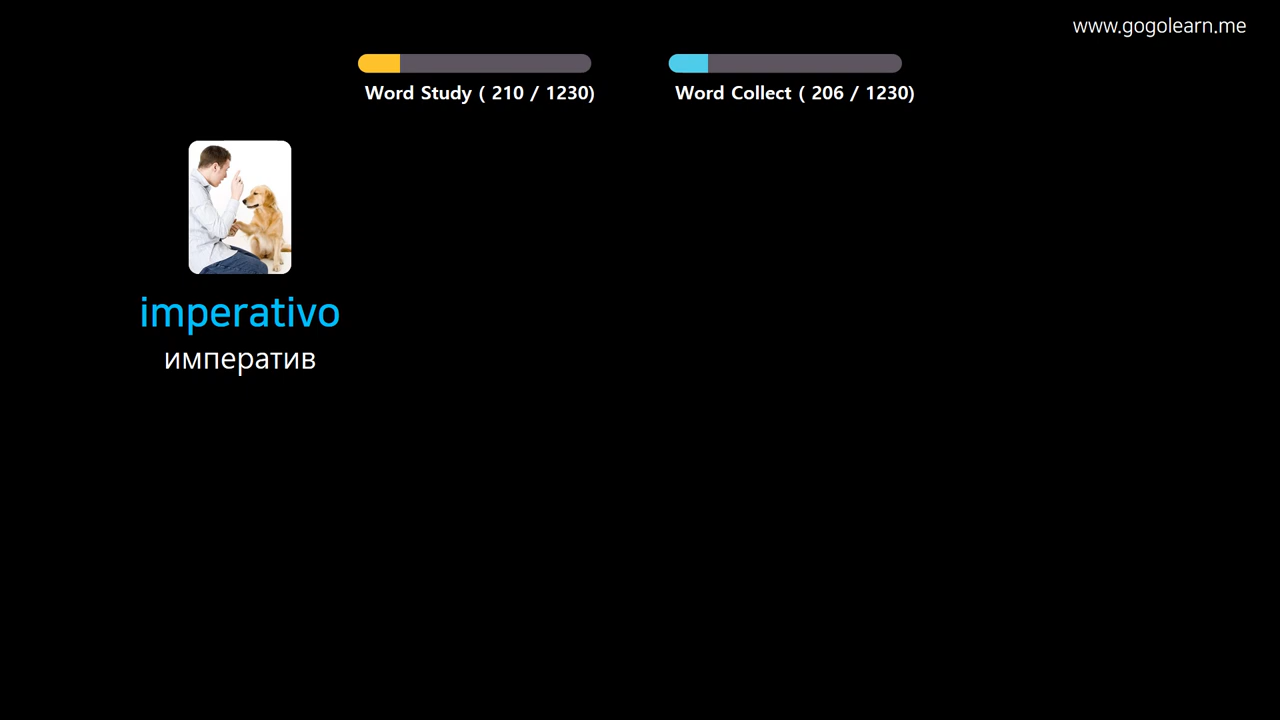 www.gogolearn.me
Word Study ( 210 / 1230)
Word Collect ( 206 / 1230)
imperativo
императив